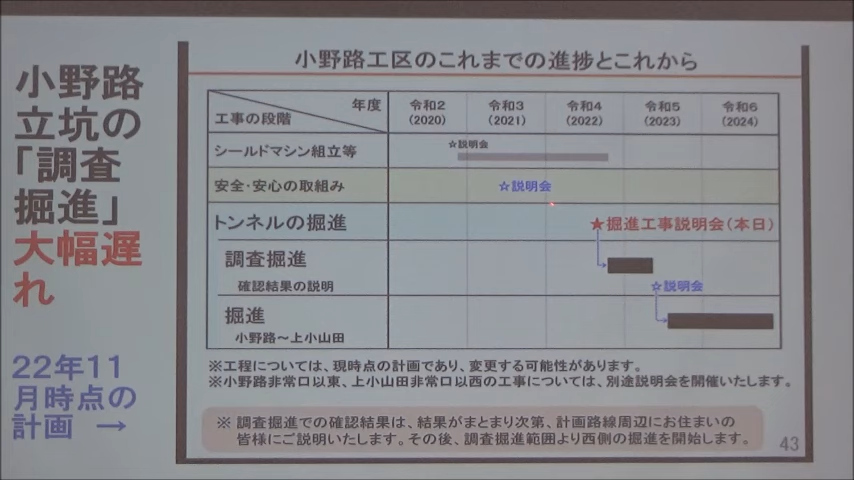 小野路
立坑の
「調査
掘進」
大幅遅
れ
22年11
月時点の
計画 →
小野路工区のこれまでの進捗とこれから
年度
工事の段階
令和2
(2020)
令和3
(2021)
令和4
(2022)
令和5
(2023)
令和6
(2024)
シールドマシン組立等
☆説明会
安全・安心の取組み
☆説明会
トンネルの掘進
★掘進工事説明会(本日)
調査掘進
確認結果の説明
☆説明会
掘進
小野路～上小山田
※工程については、現時点の計画であり、変更する可能性があります。
※小野路非常口以東、上小山田非常口以西の工事については、別途説明会を開催いたします。
※ 調査掘進での確認結果は、結果がまとまり次第、計画路線周辺にお住まいの
皆様にご説明いたします。その後、調査掘進範囲より西側の掘進を開始します。
43